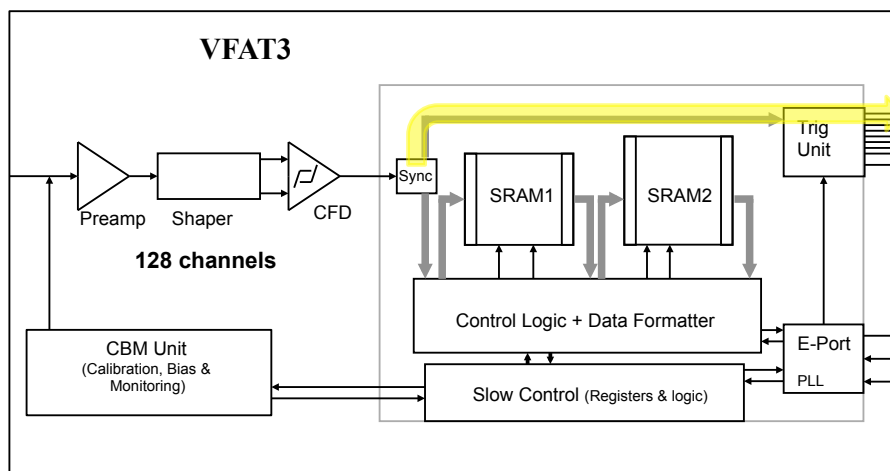 VFAT3
Trig
Unit
Sync
SRAM1
SRAM2
Preamp
Shaper
CFD
128 channels
Control Logic + Data Formatter
CBM Unit
(Calibration, Bias &
Monitoring)
E-Port
PLL
Slow Control (Registers & logic)